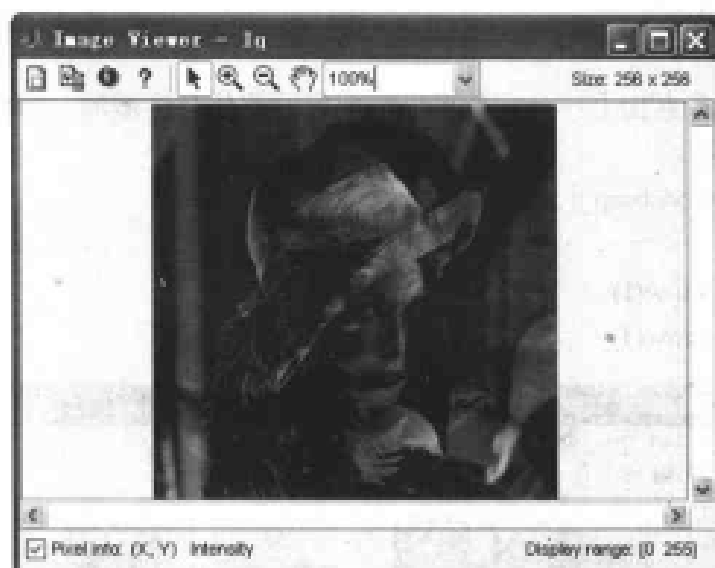 Image Viewer - Iq
100% Size: 256 x 256
Pixel info: (X, Y) Intensity Display range: [0 255]